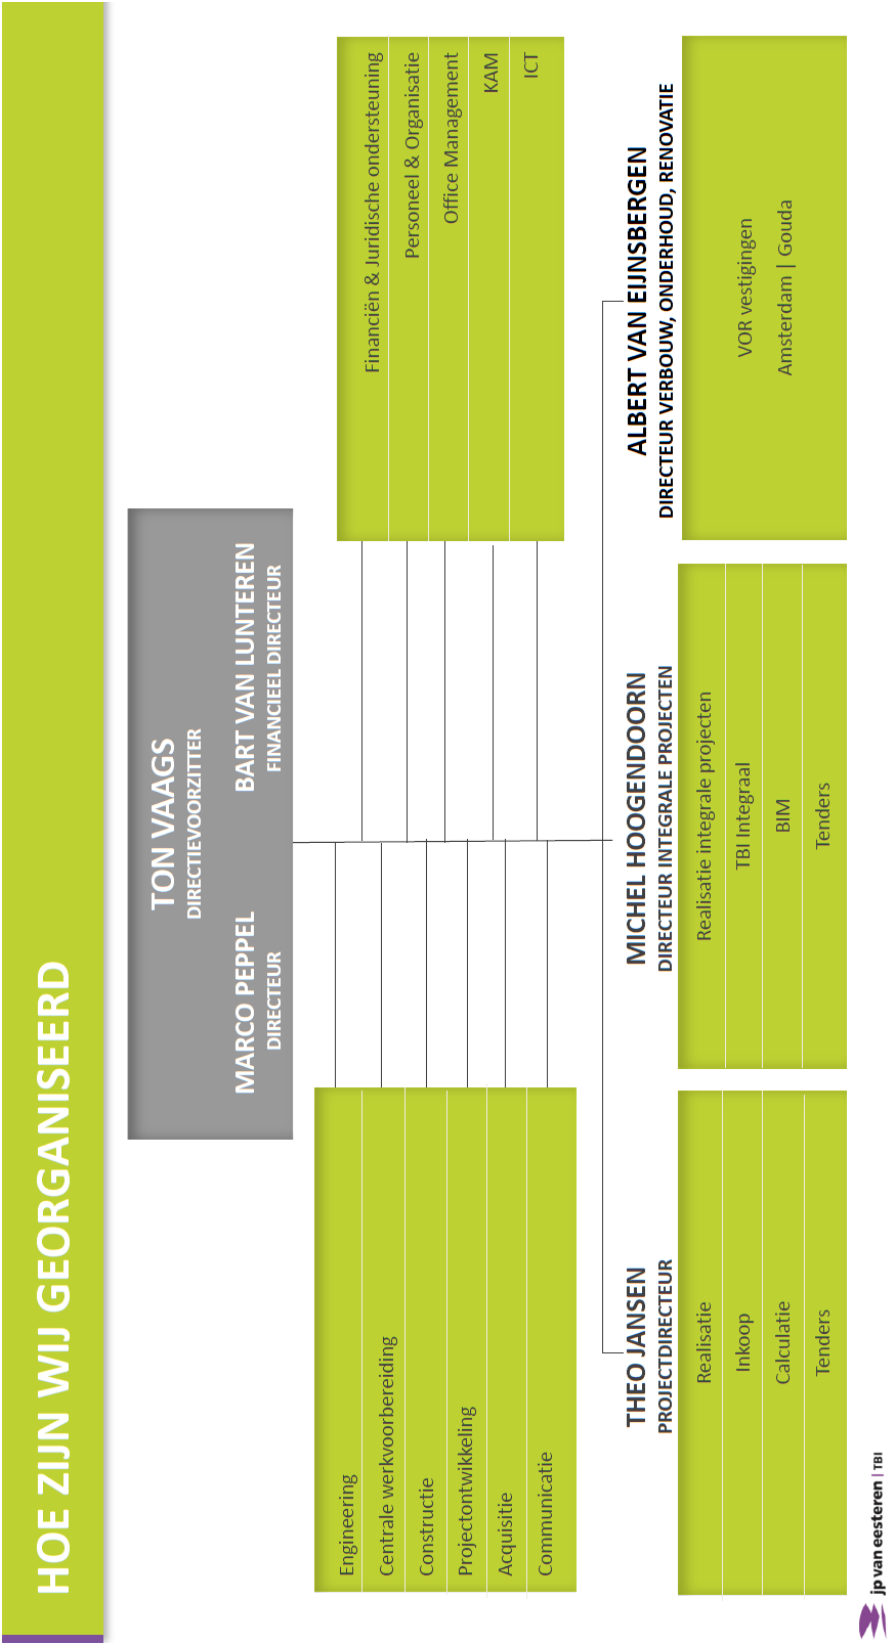 HOE ZIJN WIJ GEORGANISEERD
TON VAAGS
DIRECTIEVOORZITTER
MARCO PEPPEL
DIRECTEUR
BART VAN LUNTEREN
FINANCIEEL DIRECTEUR
Engineering
Centrale werkvoorbereiding
Constructie
Projectontwikkeling
Acquisitie
Communicatie
Financiën & Juridische ondersteuning
Personeel & Organisatie
Office Management
KAM
ICT
THEO JANSEN
PROJECTDIRECTEUR
Realisatie
Inkoop
Calculatie
Tenders
MICHEL HOOGENDOORN
DIRECTEUR INTEGRALE PROJECTEN
Realisatie integrale projecten
TBI Integraal
BIM
Tenders
ALBERT VAN EIJNSBERGEN
DIRECTEUR VERBOUW, ONDERHOUD, RENOVATIE
VOR vestigingen
Amsterdam | Gouda
jp van eesteren | TBI